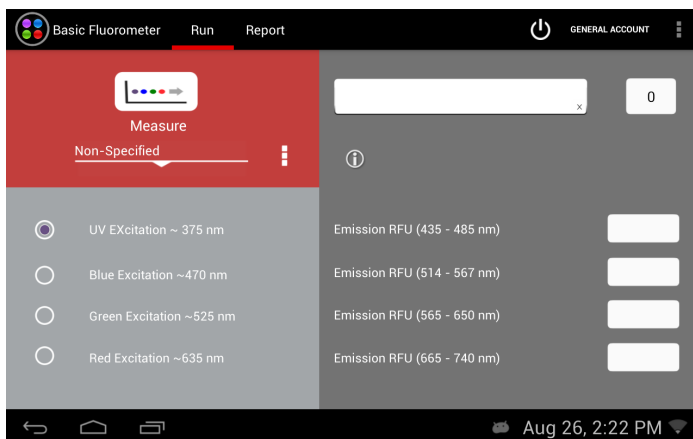 Basic Fluorometer Run Report GENERAL ACCOUNT
Measure
Non-Specified
x
0
UV EXcitation ~ 375 nm
Blue Excitation ~470 nm
Green Excitation ~525 nm
Red Excitation ~635 nm
Emission RFU (435 - 485 nm)
Emission RFU (514 - 567 nm)
Emission RFU (565 - 650 nm)
Emission RFU (665 - 740 nm)
Aug 26, 2:22 PM